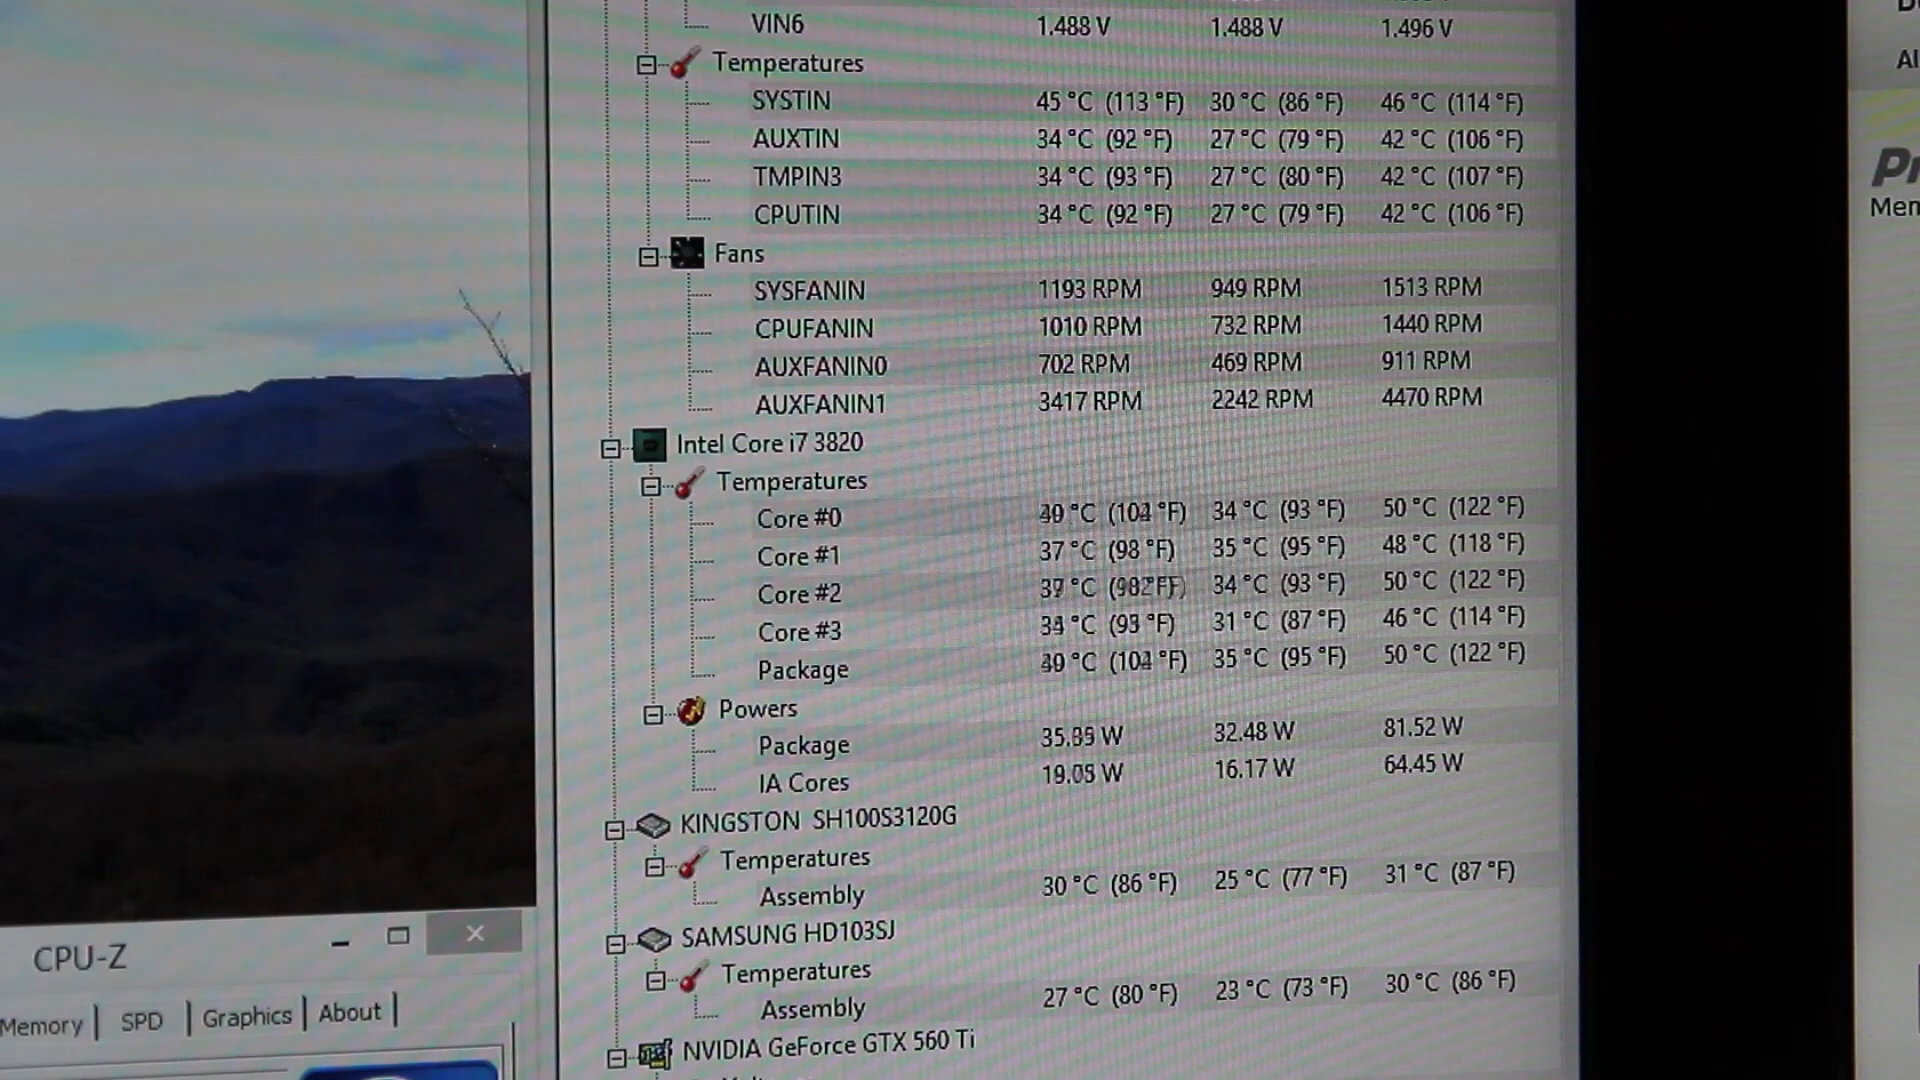 VIN6 1.488 V 1.488 V 1.496 V
Temperatures
SYSTIN 45 °C (113 °F) 30 °C (86 °F) 46 °C (114 °F)
AUXTIN 34 °C (92 °F) 27 °C (79 °F) 42 °C (106 °F)
TMPIN3 34 °C (93 °F) 27 °C (80 °F) 42 °C (107 °F)
CPUTIN 34 °C (92 °F) 27 °C (79 °F) 42 °C (106 °F)
Fans
SYSFANIN 1193 RPM 949 RPM 1513 RPM
CPUFANIN 1010 RPM 732 RPM 1440 RPM
AUXFANIN0 702 RPM 469 RPM 911 RPM
AUXFANIN1 3417 RPM 2242 RPM 4470 RPM
Intel Core i7 3820
Temperatures
Core #0 34 °C (93 °F) 50 °C (122 °F)
Core #1 37 °C (98 °F) 35 °C (95 °F) 48 °C (118 °F)
Core #2 34 °C (93 °F) 50 °C (122 °F)
Core #3 31 °C (87 °F) 46 °C (114 °F)
Package 35 °C (95 °F) 50 °C (122 °F)
Powers
Package 32.48 W 81.52 W
IA Cores 16.17 W 64.45 W
KINGSTON SH100S3120G
Temperatures
Assembly 30 °C (86 °F) 25 °C (77 °F) 31 °C (87 °F)
SAMSUNG HD103SJ
Temperatures
Assembly 27 °C (80 °F) 23 °C (73 °F) 30 °C (86 °F)
NVIDIA GeForce GTX 560 Ti
CPU-Z
Memory SPD Graphics About